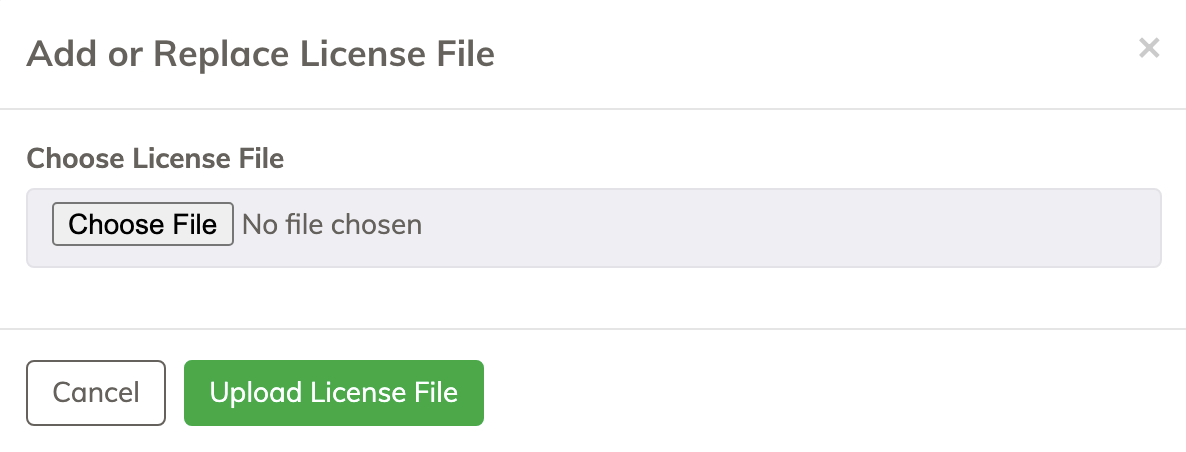 Add or Replace License File
×
Choose License File
Choose File No file chosen
Cancel Upload License File